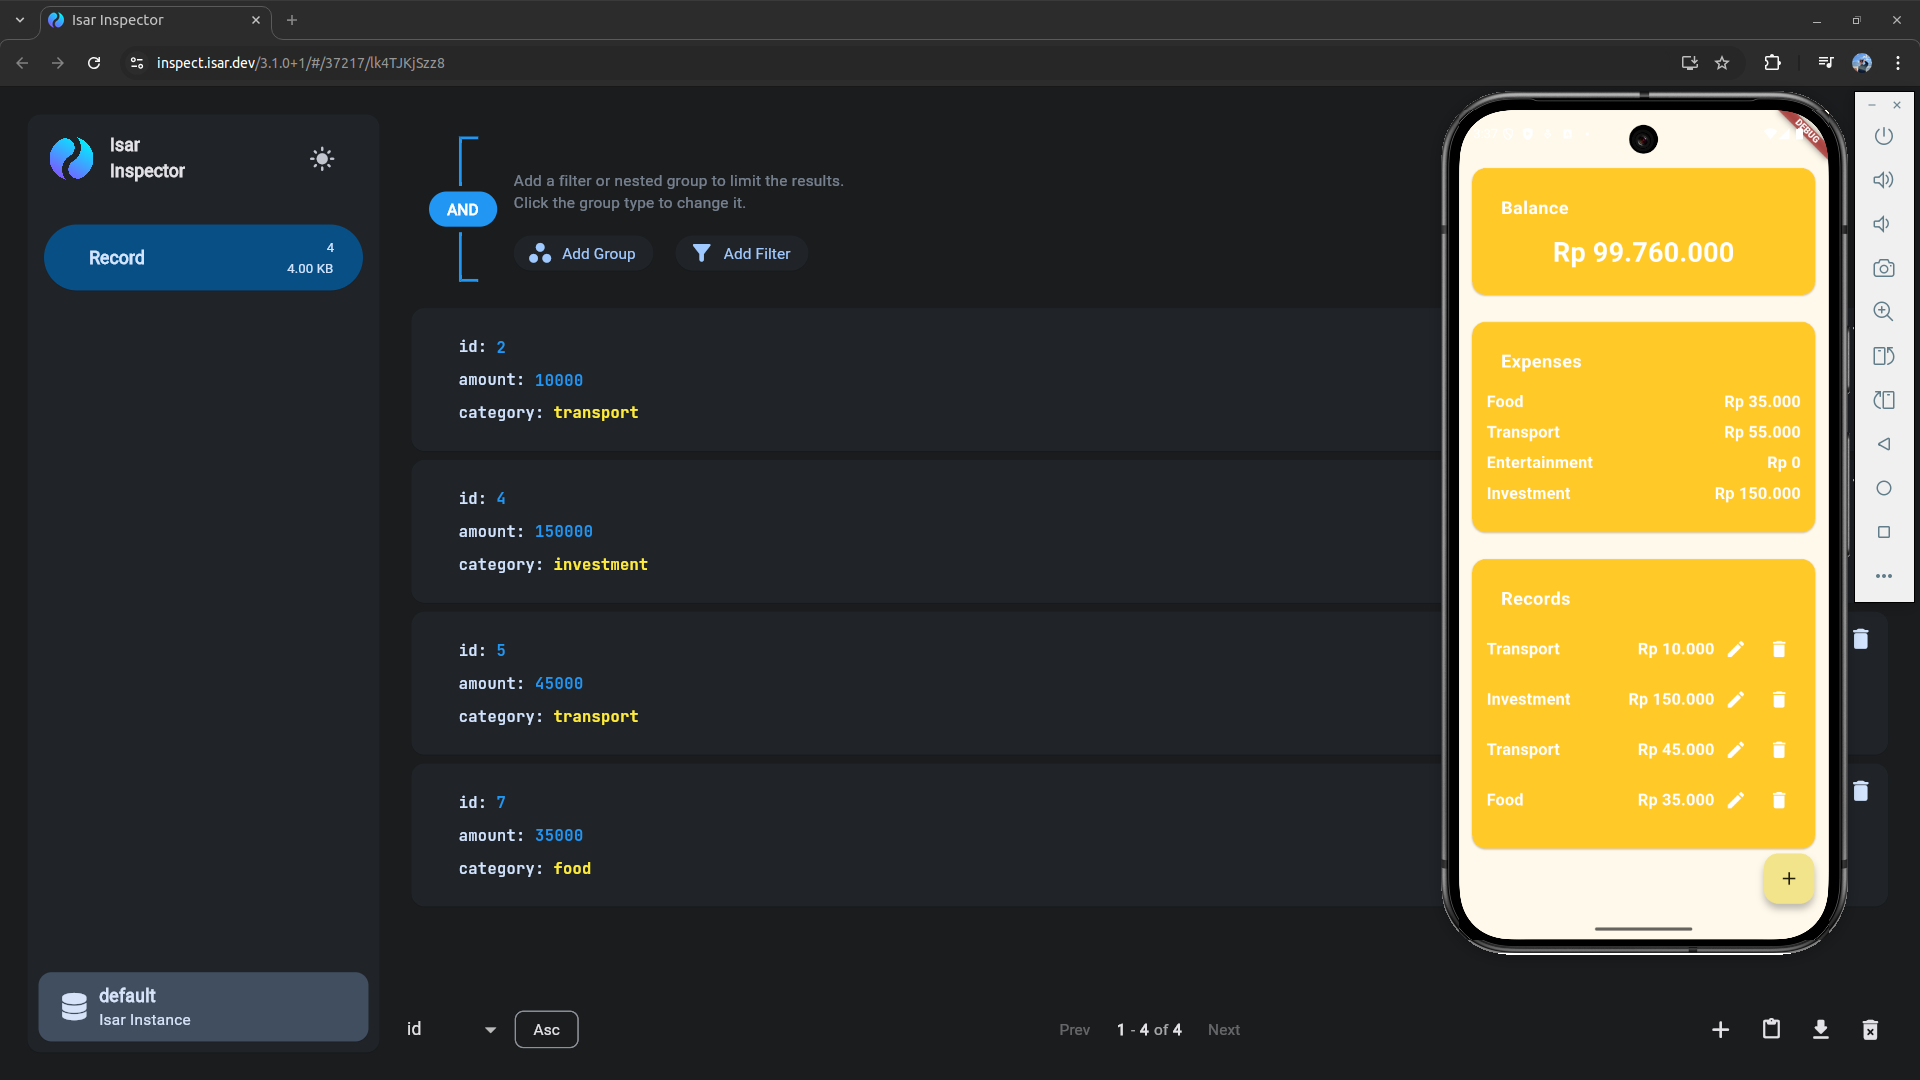 Isar Inspector
inspect.isar.dev/3.1.0+1/#/37217/lk4TJKjSzz8
Isar
Inspector
Record
4
4.00 KB
default
Isar Instance
AND
Add a filter or nested group to limit the results.
Click the group type to change it.
Add Group
Add Filter
id: 2
amount: 10000
category: transport
id: 4
amount: 150000
category: investment
id: 5
amount: 45000
category: transport
id: 7
amount: 35000
category: food
id
Asc
Prev
1 - 4 of 4
Next
DEBUG
Balance
Rp 99.760.000
Expenses
Food Rp 35.000
Transport Rp 55.000
Entertainment Rp 0
Investment Rp 150.000
Records
Transport Rp 10.000
Investment Rp 150.000
Transport Rp 45.000
Food Rp 35.000